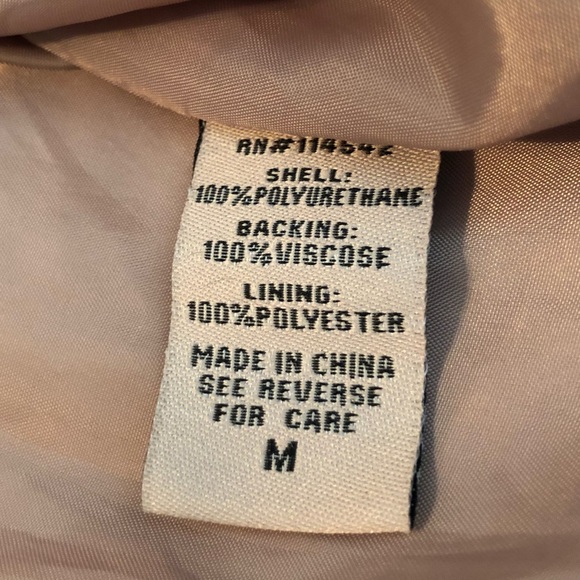 RN#114542
SHELL:
100%POLYURETHANE
BACKING:
100%VISCOSE
LINING:
100%POLYESTER
MADE IN CHINA
SEE REVERSE
FOR CARE
M